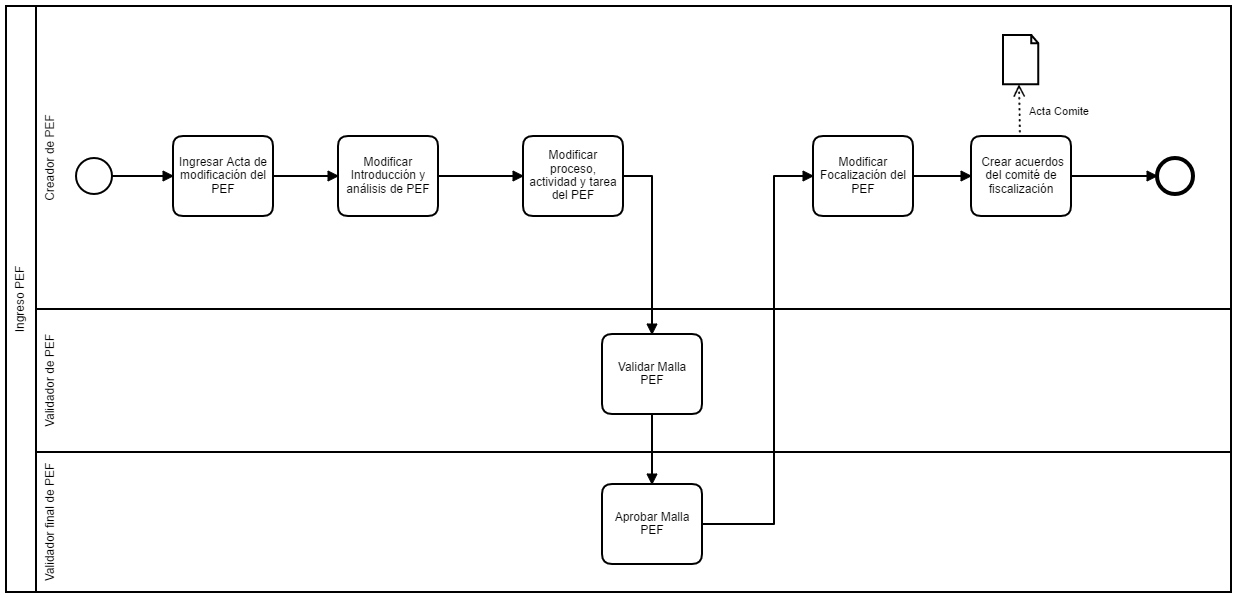 Ingreso PEF
Creador de PEF
Ingresar Acta de
modificación del
PEF
Modificar
Introducción y
análisis de PEF
Modificar
proceso,
actividad y tarea
del PEF
Modificar
Focalización del
PEF
Crear acuerdos
del comité de
fiscalización
Acta Comite
Validador de PEF
Validar Malla
PEF
Validador final de PEF
Aprobar Malla
PEF